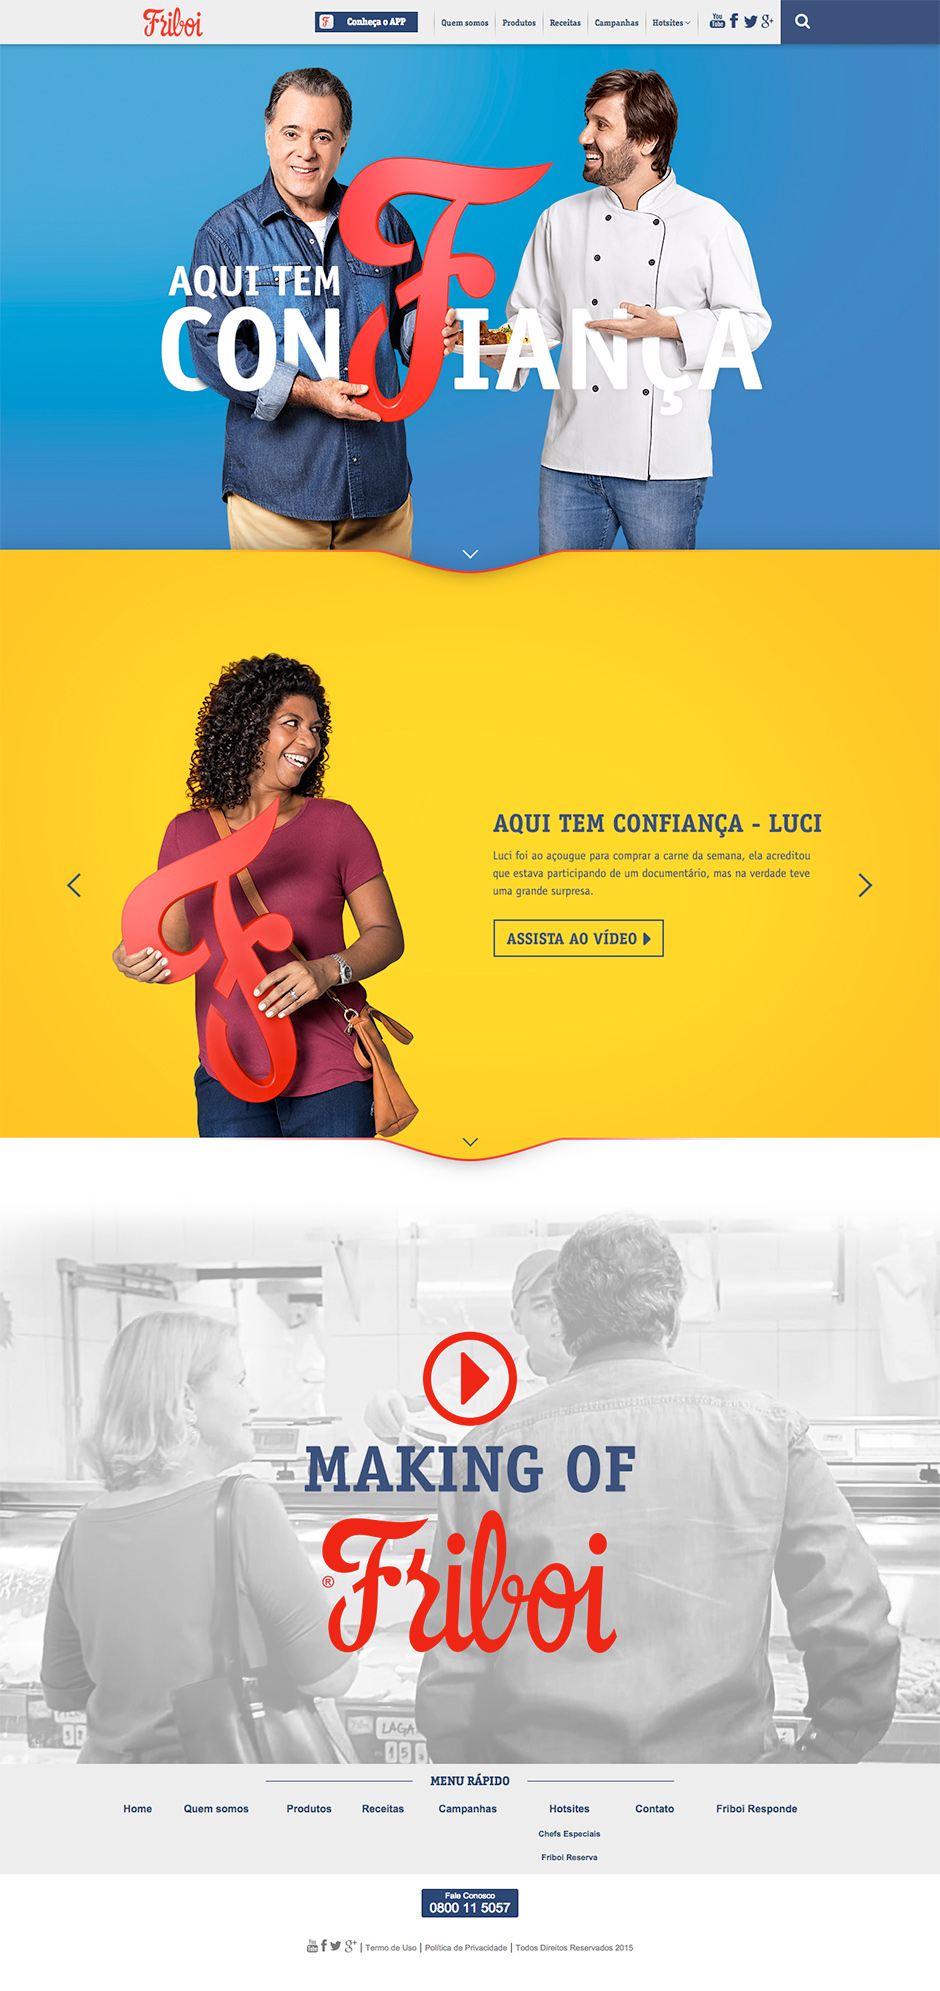 Friboi
F Conheça o APP
Quem somos
Produtos
Receitas
Campanhas
Hotsites
You Tube
AQUI TEM
CONFIANÇA
AQUI TEM CONFIANÇA - LUCI
Luci foi ao açougue para comprar a carne da semana, ela acreditou
que estava participando de um documentário, mas na verdade teve
uma grande surpresa.
ASSISTA AO VÍDEO
F
MAKING OF
® Friboi
LAGA
15
MENU RÁPIDO
Home Quem somos Produtos Receitas Campanhas Hotsites Contato Friboi Responde
Chefs Especiais
Friboi Reserva
Fale Conosco
0800 11 5057
You Tube | Termo de Uso | Política de Privacidade | Todos Direitos Reservados 2015